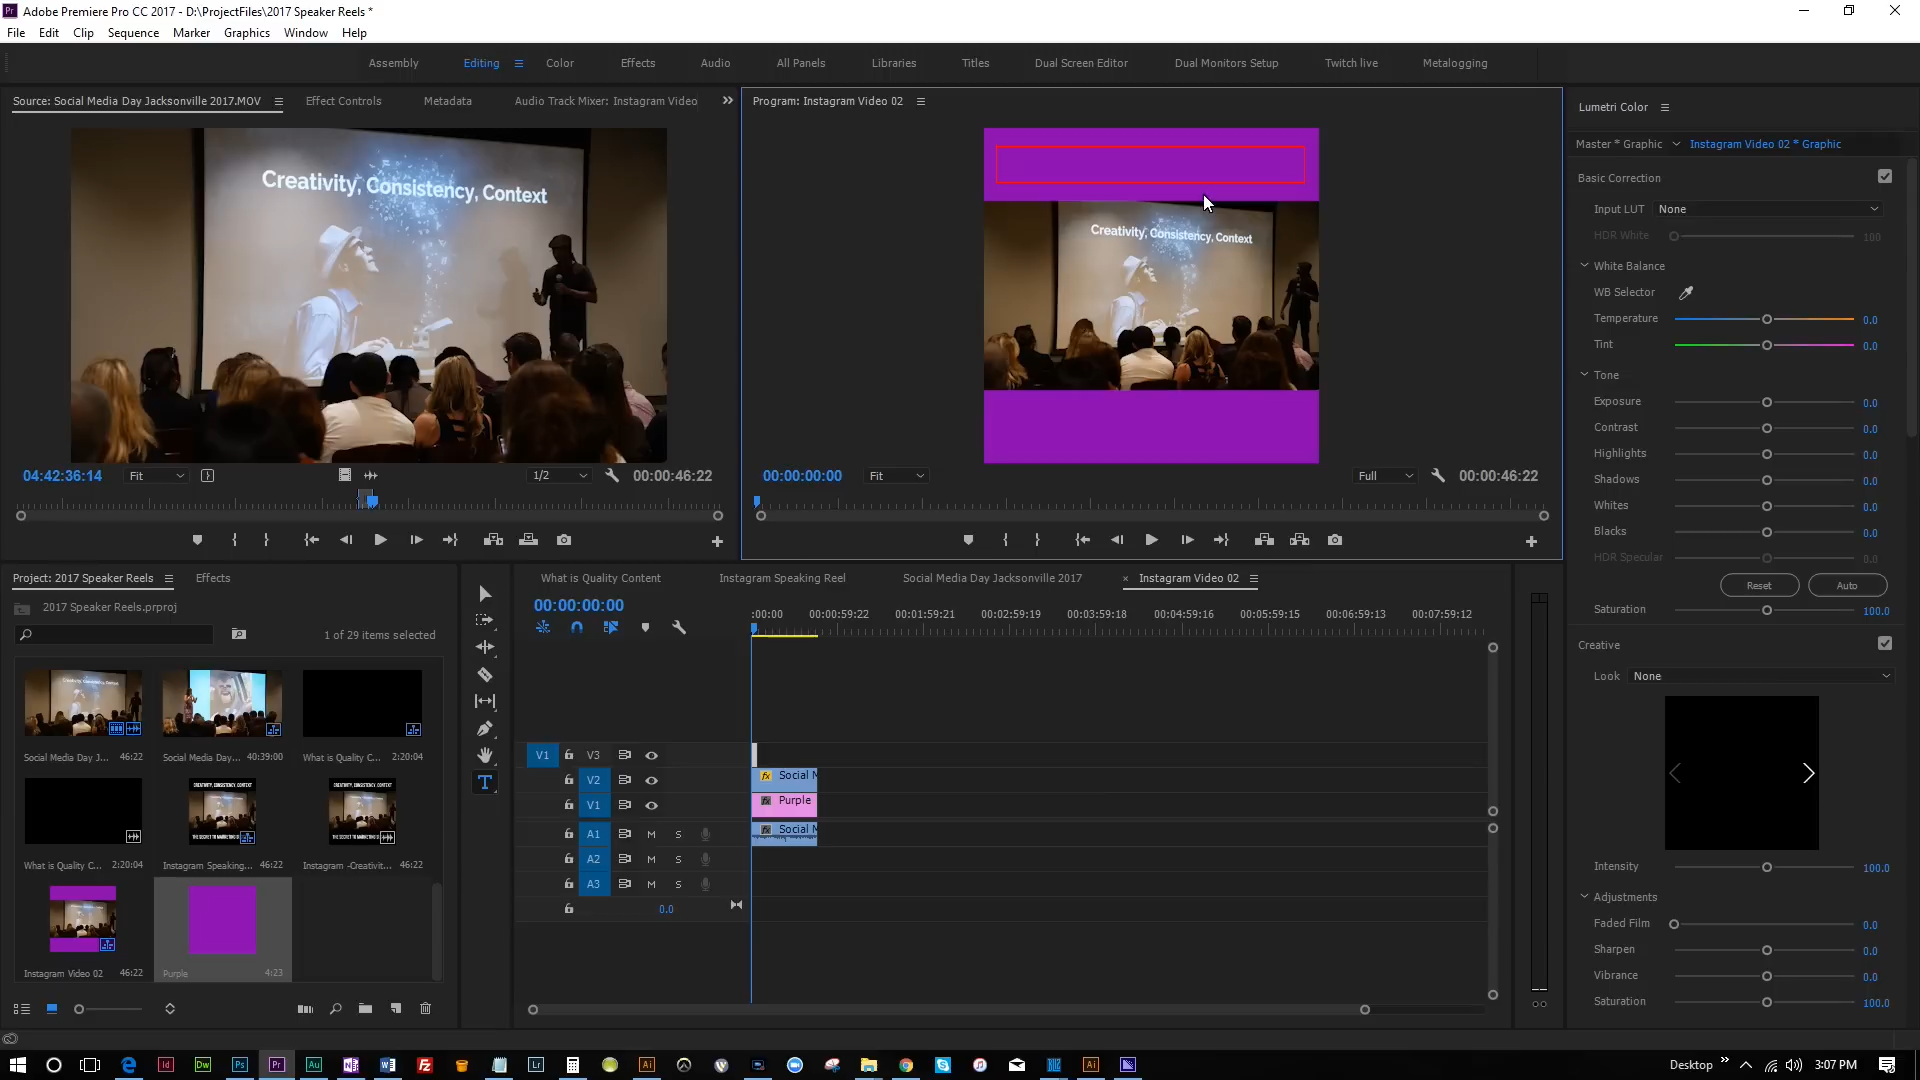 Adobe Premiere Pro CC 2017 - D:\ProjectFiles\2017 Speaker Reels *
File Edit Clip Sequence Marker Graphics Window Help
Assembly Editing Color Effects Audio All Panels Libraries Titles Dual Screen Editor Dual Monitors Setup Twitch live Metalogging
Source: Social Media Day Jacksonville 2017.MOV Effect Controls Metadata Audio Track Mixer: Instagram Video
Program: Instagram Video 02
Lumetri Color
Master * Graphic Instagram Video 02 * Graphic
Basic Correction
Input LUT None
HDR White 100
White Balance
WB Selector
Temperature 0.0
Tint 0.0
Tone
Exposure 0.0
Contrast 0.0
Highlights 0.0
Shadows 0.0
Whites 0.0
Blacks 0.0
HDR Specular 0.0
Reset Auto
Saturation 100.0
Creative
Look None
Intensity 100.0
Adjustments
Faded Film 0.0
Sharpen 0.0
Vibrance 0.0
Saturation 100.0
Creativity, Consistency, Context
Creativity, Consistency, Context
04:42:36:14 Fit 1/2 00:00:46:22
00:00:00:00 Fit Full 00:00:46:22
Project: 2017 Speaker Reels Effects
2017 Speaker Reels.prproj
1 of 29 items selected
Social Media Day J... 46:22
Social Media Day... 40:39:00
What is Quality C... 2:20:04
What is Quality C... 2:20:04
Instagram Speaking... 46:22
Instagram -Creativit... 46:22
Instagram Video 02 46:22
Purple 4:23
What is Quality Content Instagram Speaking Reel Social Media Day Jacksonville 2017 × Instagram Video 02
00:00:00:00
:00:00 00:00:59:22 00:01:59:21 00:02:59:19 00:03:59:18 00:04:59:16 00:05:59:15 00:06:59:13 00:07:59:12
V1 V3
V2 fx Social M
V1 fx Purple
A1 M S fx Social M
A2 M S
A3 M S
0.0
Desktop 3:07 PM